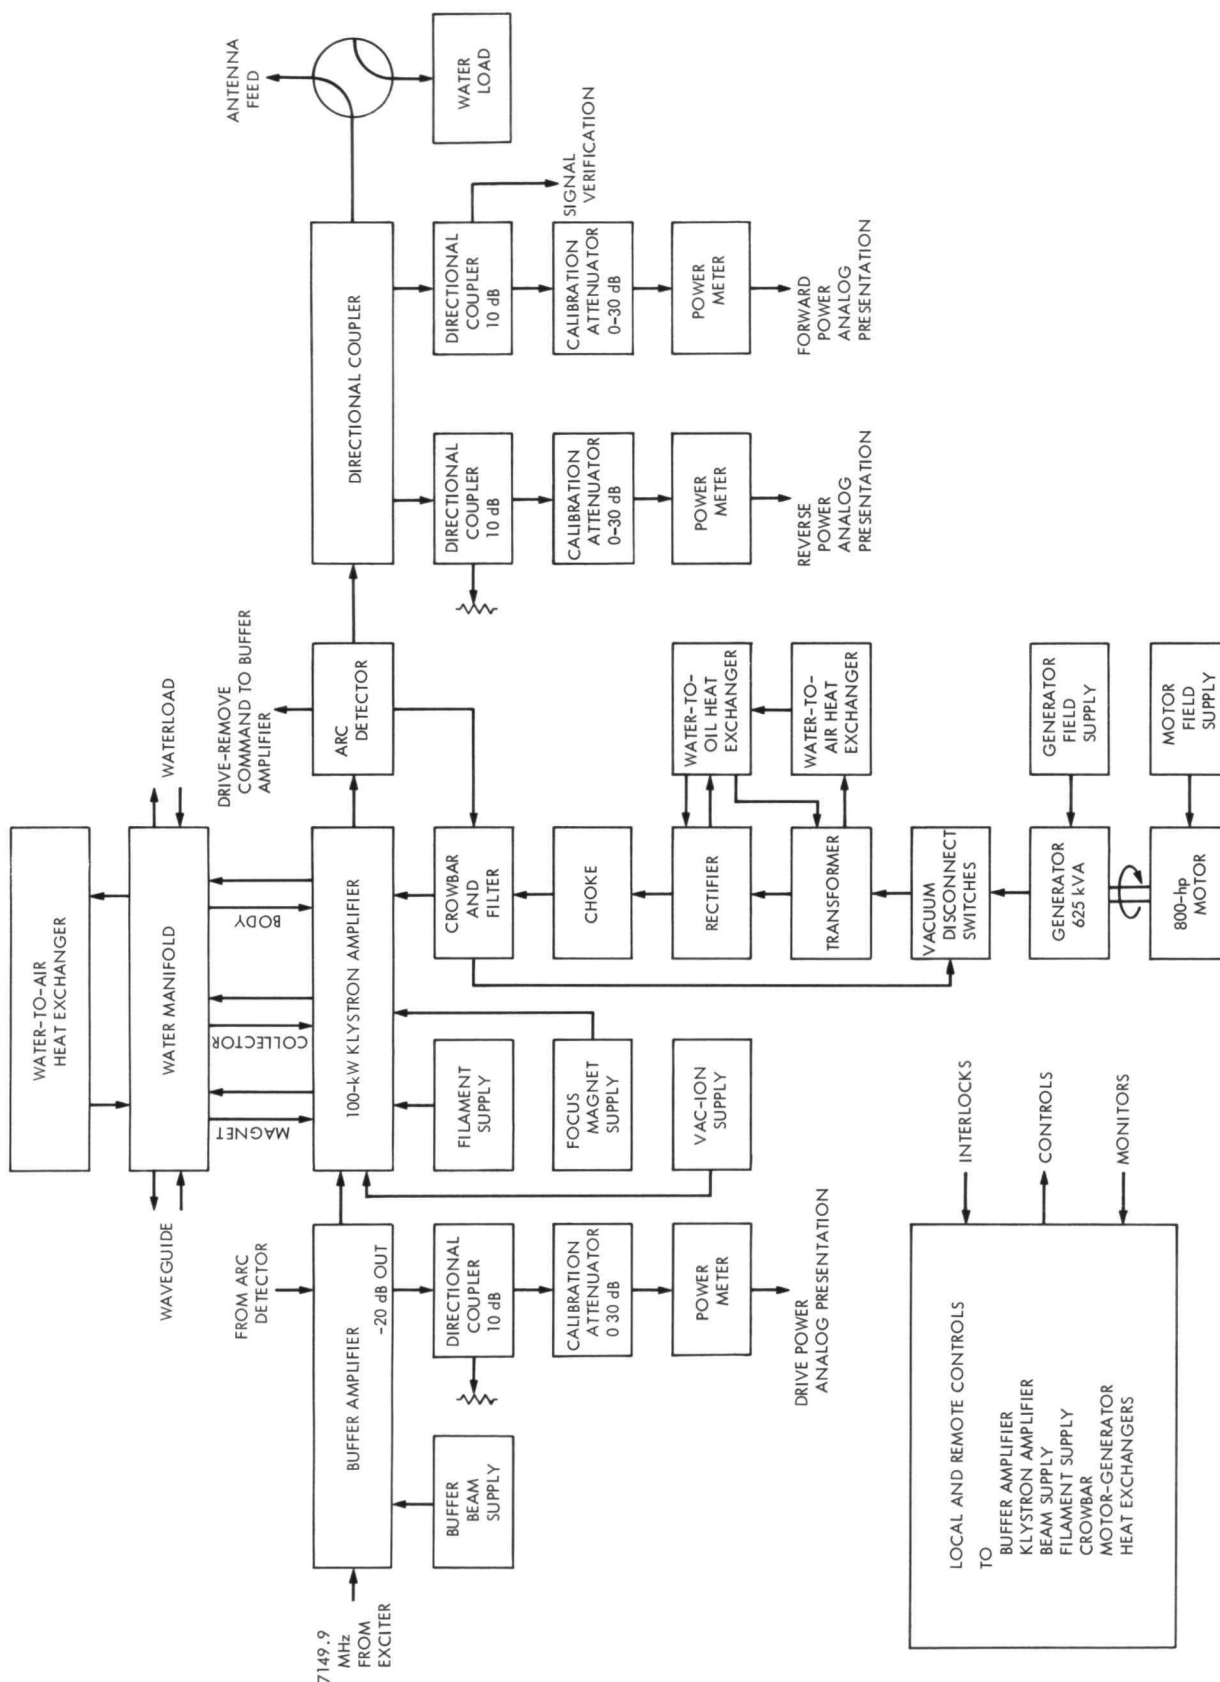 WATER-TO-AIR
HEAT EXCHANGER
WAVEGUIDE
WATER MANIFOLD
WATERLOAD
MAGNET
COLLECTOR
BODY
FROM ARC
DETECTOR
DRIVE-REMOVE
COMMAND TO BUFFER
AMPLIFIER
ANTENNA
FEED
7149.9
MHz
FROM
EXCITER
BUFFER AMPLIFIER
-20 dB OUT
100-kW KLYSTRON AMPLIFIER
ARC
DETECTOR
DIRECTIONAL COUPLER
BUFFER
BEAM
SUPPLY
DIRECTIONAL
COUPLER
10 dB
FILAMENT
SUPPLY
CROWBAR
AND
FILTER
DIRECTIONAL
COUPLER
10 dB
DIRECTIONAL
COUPLER
10 dB
WATER
LOAD
SIGNAL
VERIFICATION
CALIBRATION
ATTENUATOR
0 30 dB
FOCUS
MAGNET
SUPPLY
CHOKE
CALIBRATION
ATTENUATOR
0-30 dB
CALIBRATION
ATTENUATOR
0-30 dB
POWER
METER
VAC-ION
SUPPLY
RECTIFIER
WATER-TO-
OIL HEAT
EXCHANGER
POWER
METER
POWER
METER
DRIVE POWER
ANALOG PRESENTATION
TRANSFORMER
WATER-TO-
AIR HEAT
EXCHANGER
REVERSE
POWER
ANALOG
PRESENTATION
FORWARD
POWER
ANALOG
PRESENTATION
VACUUM
DISCONNECT
SWITCHES
GENERATOR
625 kVA
GENERATOR
FIELD
SUPPLY
800-hp
MOTOR
MOTOR
FIELD
SUPPLY
LOCAL AND REMOTE CONTROLS
TO
BUFFER AMPLIFIER
KLYSTRON AMPLIFIER
BEAM SUPPLY
FILAMENT SUPPLY
CROWBAR
MOTOR-GENERATOR
HEAT EXCHANGERS
INTERLOCKS
CONTROLS
MONITORS